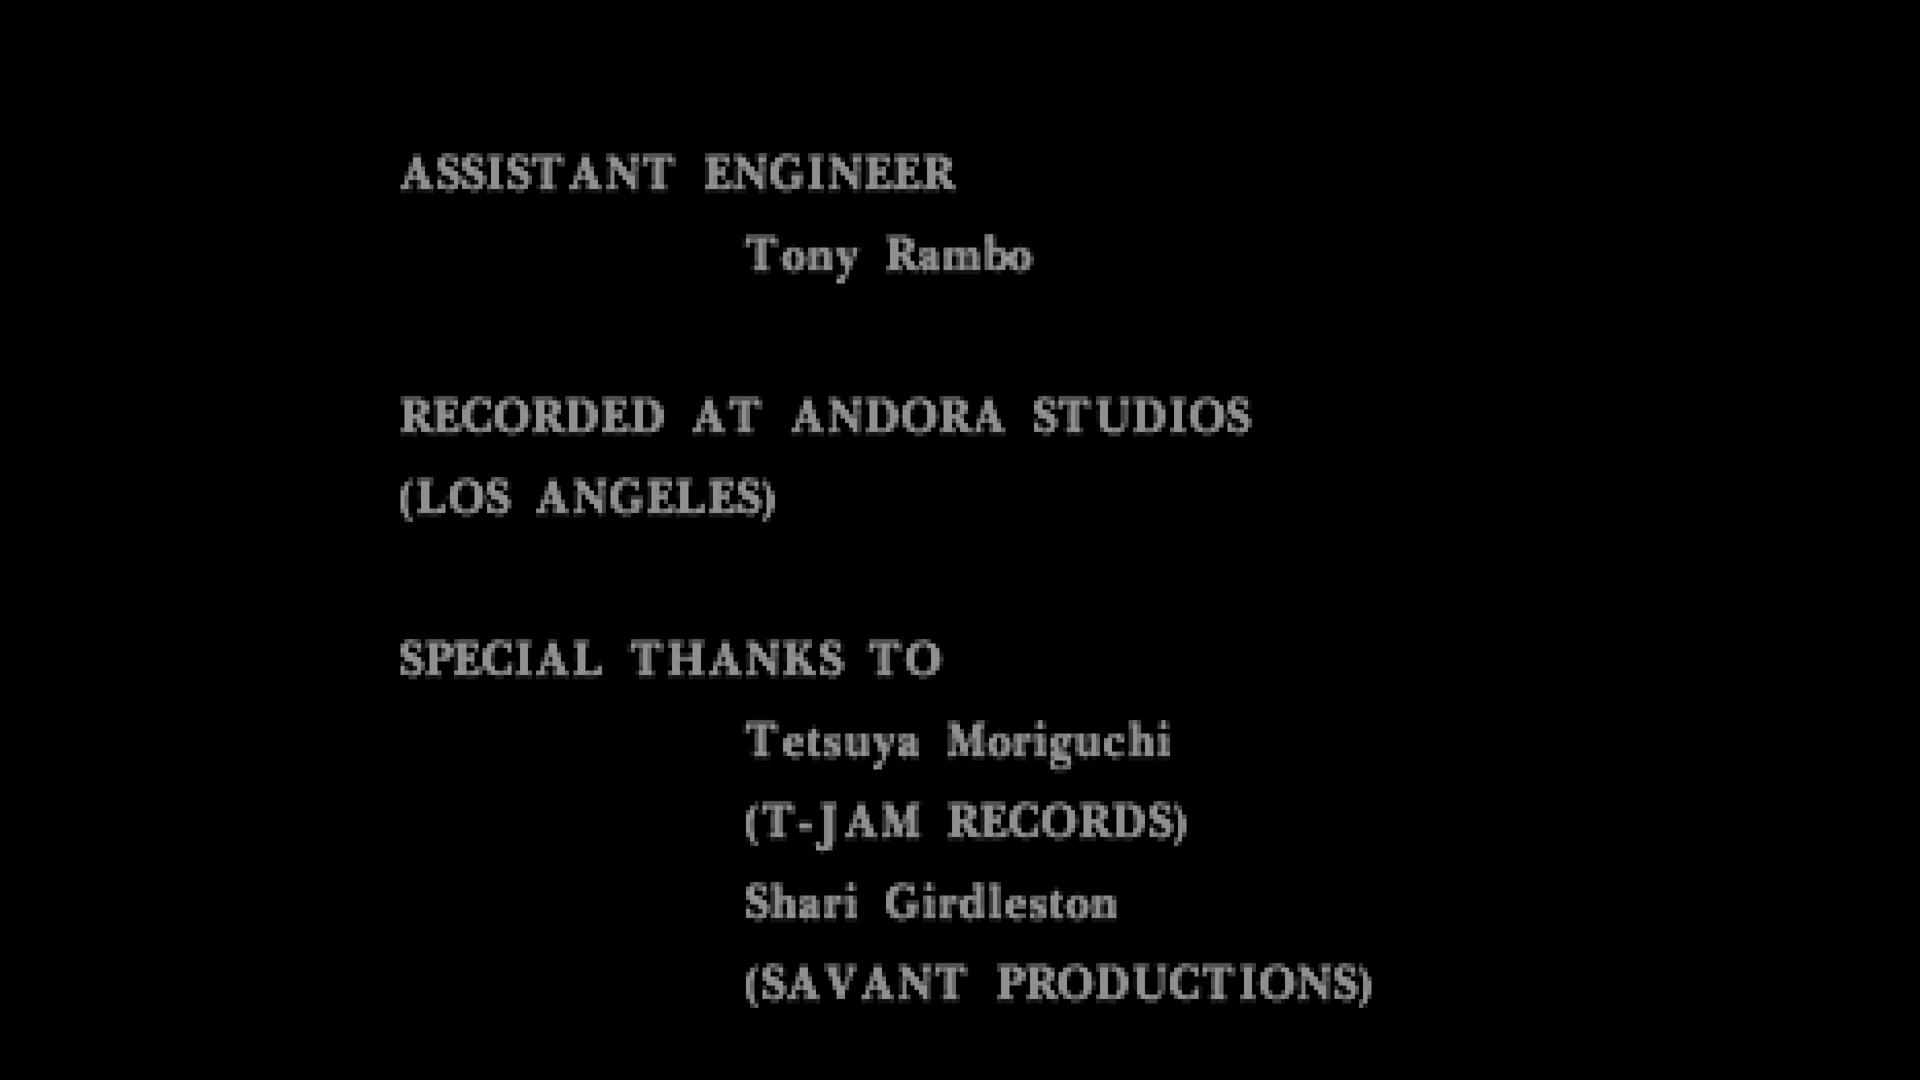 ASSISTANT ENGINEER
Tony Rambo
RECORDED AT ANDORA STUDIOS
(LOS ANGELES)
SPECIAL THANKS TO
Tetsuya Moriguchi
(T-JAM RECORDS)
Shari Girdleston
(SAVANT PRODUCTIONS)